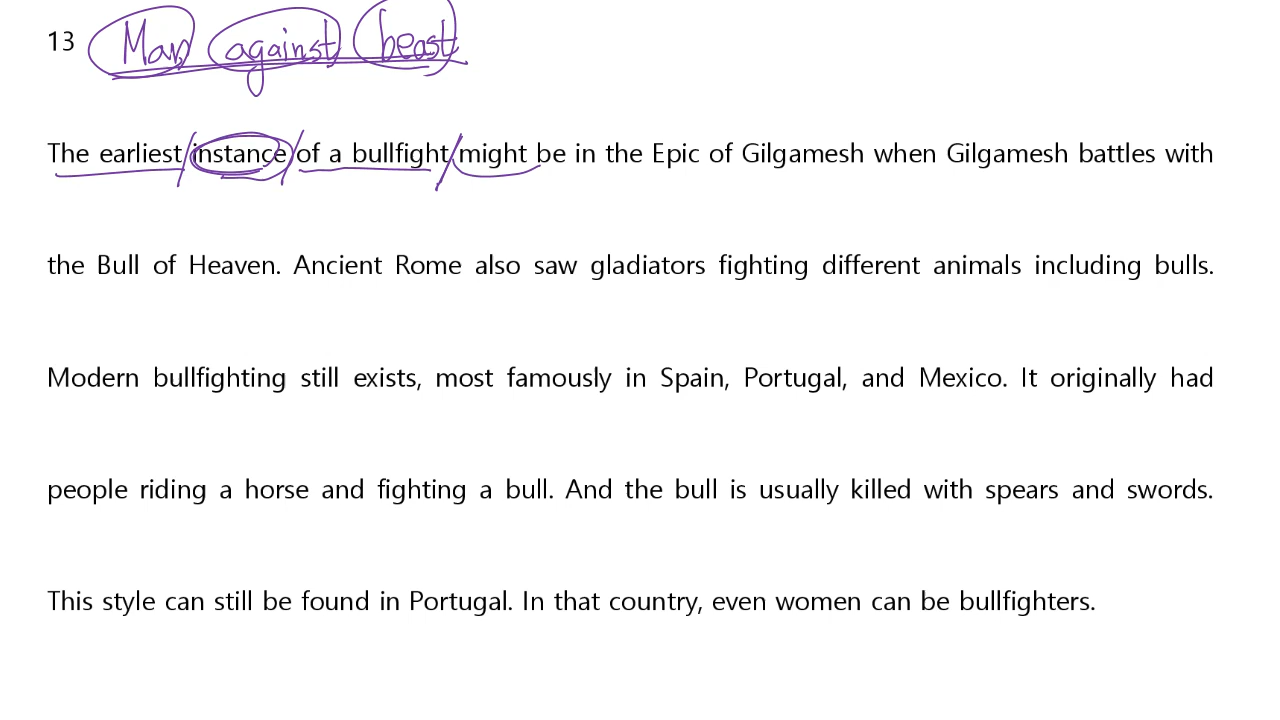 13 Man against beast
The earliest instance of a bullfight might be in the Epic of Gilgamesh when Gilgamesh battles with
the Bull of Heaven. Ancient Rome also saw gladiators fighting different animals including bulls.
Modern bullfighting still exists, most famously in Spain, Portugal, and Mexico. It originally had
people riding a horse and fighting a bull. And the bull is usually killed with spears and swords.
This style can still be found in Portugal. In that country, even women can be bullfighters.